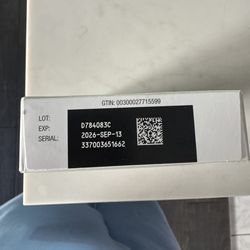 GTIN: 00300027715599
LOT: D784083C
EXP: 2026-SEP-13
SERIAL: 337003651662